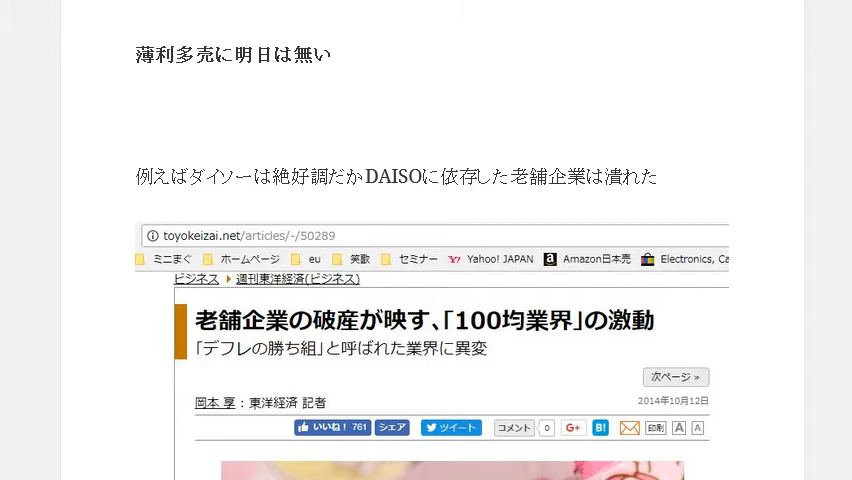 薄利多売に明日は無い
例えばダイソーは絶好調だかDAISOに依存した老舗企業は潰れた
toyokeizai.net/articles/-/50289
ミニまぐ ホームページ eu 笑歌 セミナー Yahoo! JAPAN Amazon日本売 Electronics, Ca
ビジネス 週刊東洋経済(ビジネス)
老舗企業の破産が映す、「100均業界」の激動
「デフレの勝ち組」と呼ばれた業界に異変
次ページ »
岡本 享 : 東洋経済 記者
2014年10月12日
いいね! 761 シェア ツイート コメント 0 G+ B! 印刷 A A